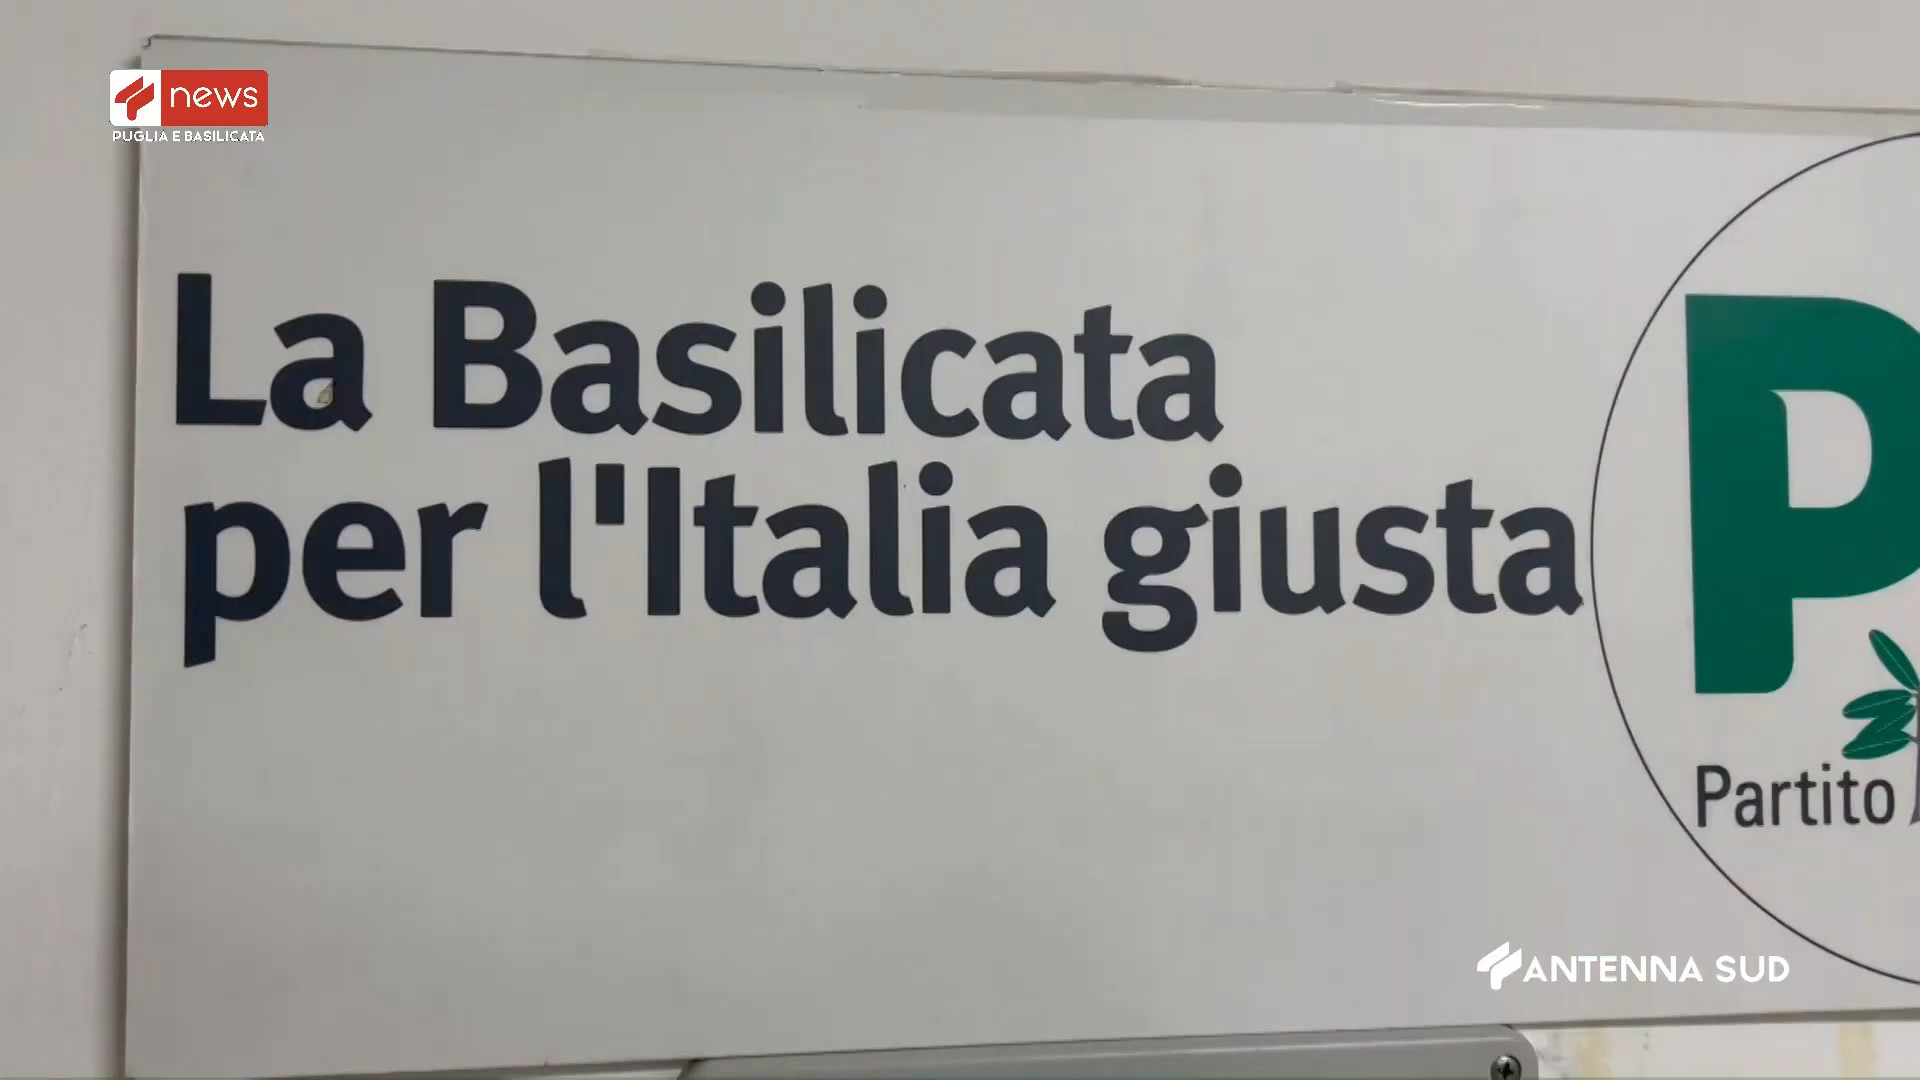 news
PUGLIA E BASILICATA
La Basilicata
per l'Italia giusta
P
Partito
ANTENNA SUD